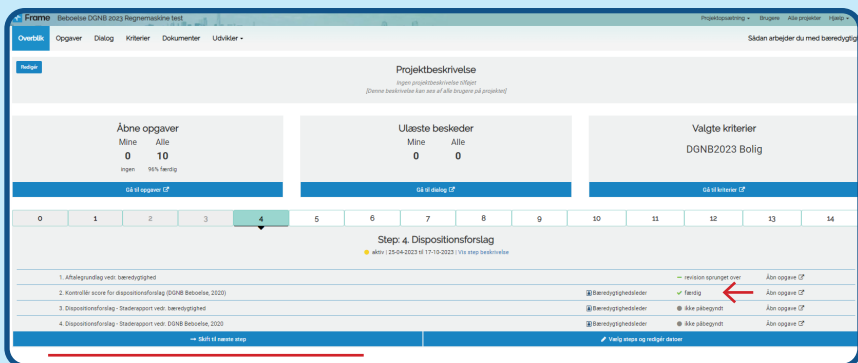 Frame Beboelse DGNB 2023 Regnemaskine test Projektopsætning Brugere Alle projekter Hjælp
Overblik Opgaver Dialog Kriterier Dokumenter Udvikler Sådan arbejder du med bæredygtig
Redigér
Projektbeskrivelse
Ingen projektbeskrivelse tilføjet
[Denne beskrivelse kan ses af alle brugere på projektet]
Åbne opgaver
Mine Alle
0 10
ingen 96% færdig
Gå til opgaver
Ulæste beskeder
Mine Alle
0 0
Gå til dialog
Valgte kriterier
DGNB2023 Bolig
Gå til kriterier
0 1 2 3 4 5 6 7 8 9 10 11 12 13 14
Step: 4. Dispositionsforslag
aktiv | 25-04-2023 til 17-10-2023 | Vis step beskrivelse
1. Aftalegrundlag vedr. bæredygtighed – revision sprunget over Åbn opgave
2. Kontrollér score for dispositionsforslag (DGNB Beboelse, 2020) Bæredygtighedsleder færdig Åbn opgave
3. Dispositionsforslag - Staderapport vedr. bæredygtighed Bæredygtighedsleder ikke påbegyndt Åbn opgave
4. Dispositionsforslag - Staderapport vedr. DGNB Beboelse, 2020 Bæredygtighedsleder ikke påbegyndt Åbn opgave
→ Skift til næste step Vælg steps og redigér datoer